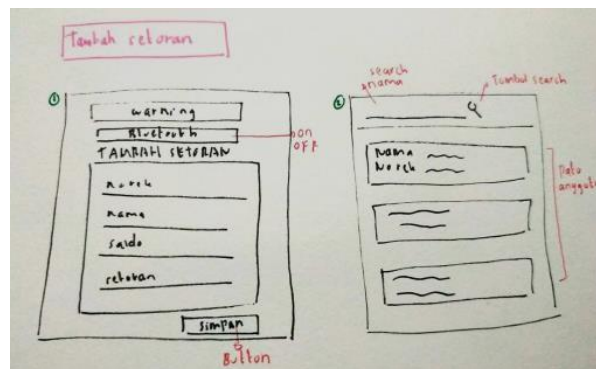 Tambah setoran
①
warning
Bluetooth
on
OFF
TAMBAH SETORAN
norek
nama
saldo
setoran
simpan
Button
②
search
nama
Tombol search
Nama
Norek
Data
anggota